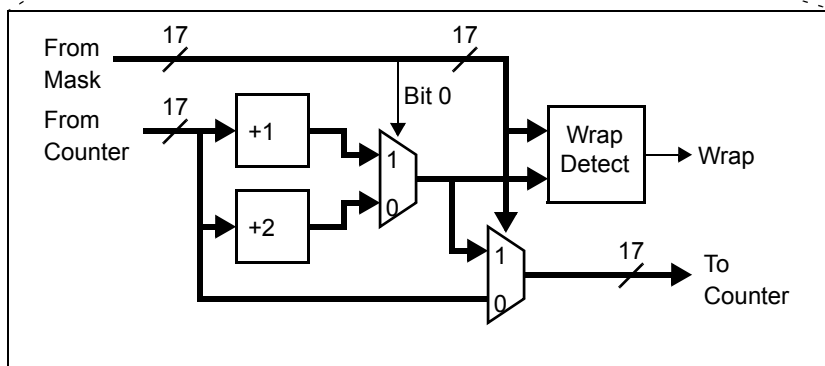 17
17
From
Mask
Bit 0
17
From
Counter
+1
1
Wrap
Detect
Wrap
0
+2
1
17
To
Counter
0